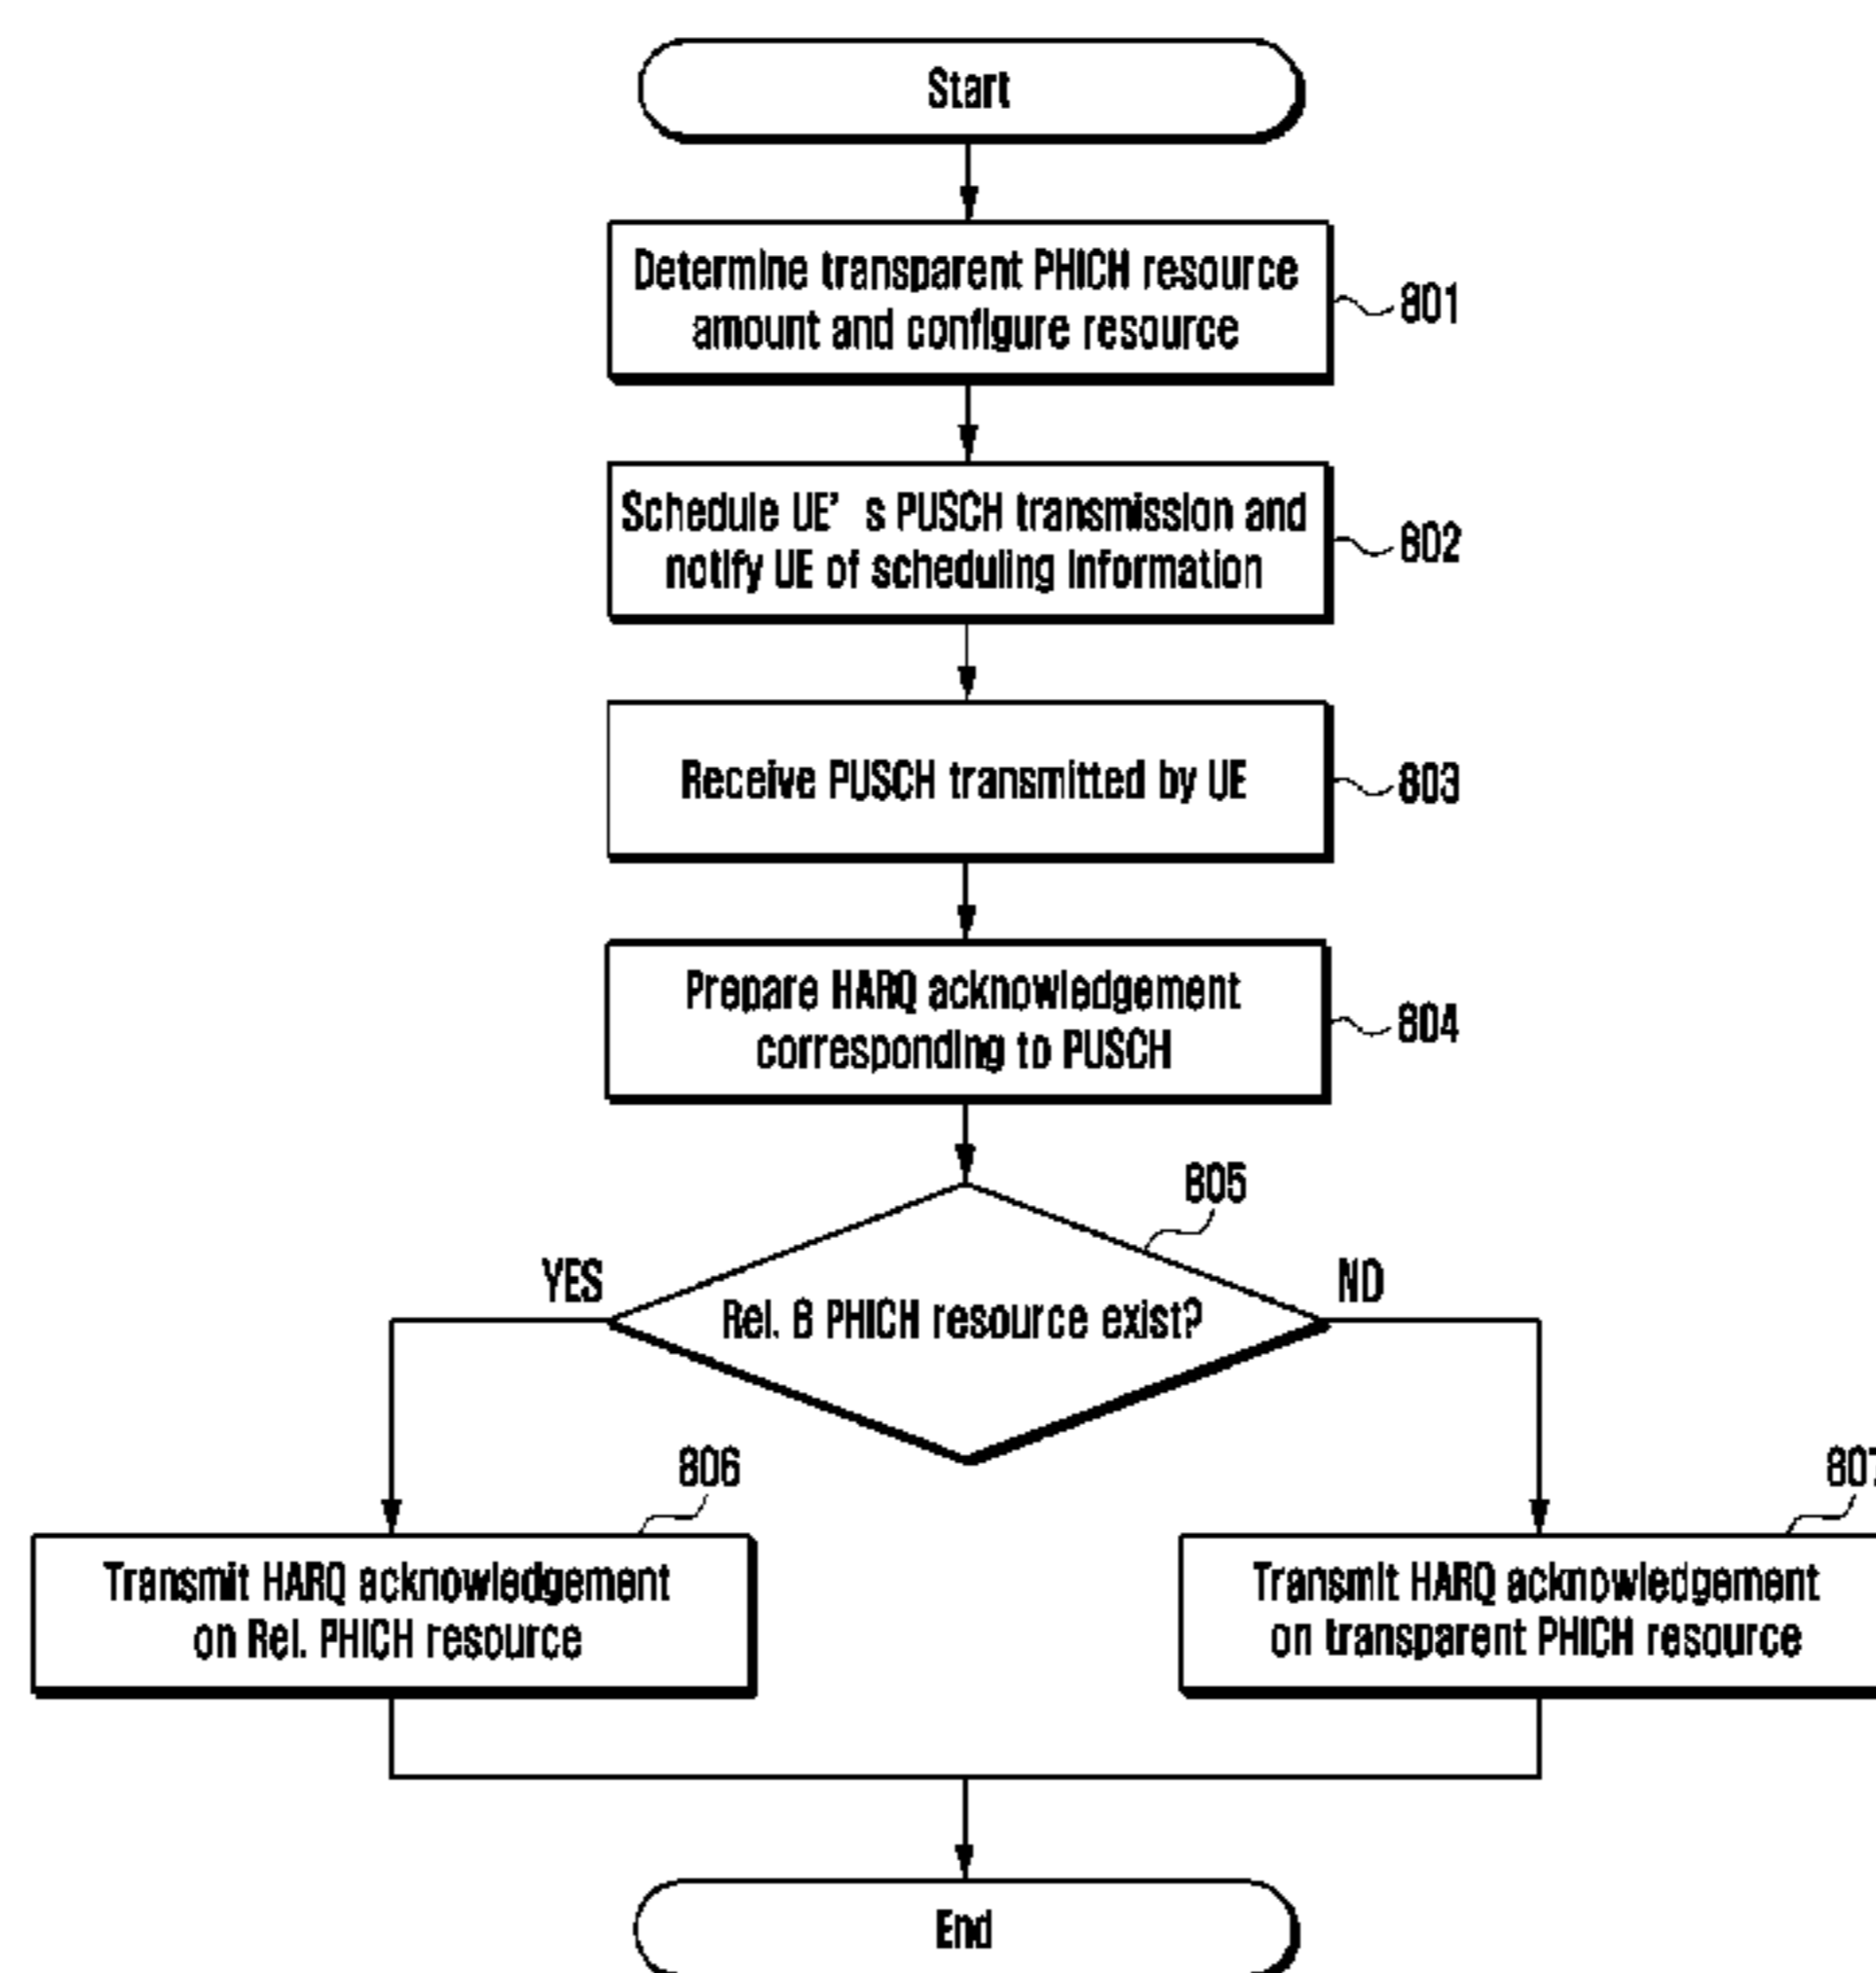 Start
Determine transparent PHICH resource
amount and configure resource
801
Schedule UE' s PUSCH transmission and
notify UE of scheduling information
802
Receive PUSCH transmitted by UE
803
Prepare HARQ acknowledgement
corresponding to PUSCH
804
805
YES
NO
Rel. 8 PHICH resource exist?
806
807
Transmit HARQ acknowledgement
on Rel. PHICH resource
Transmit HARQ acknowledgement
on transparent PHICH resource
End